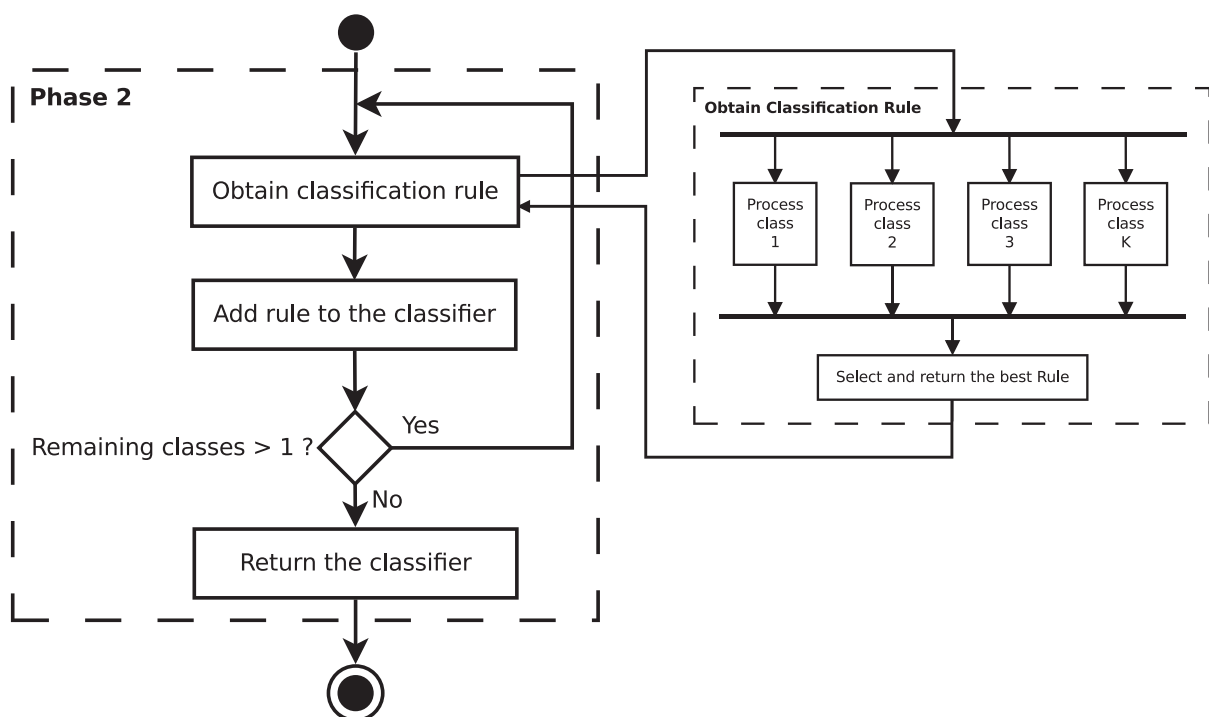 Phase 2
Obtain classification rule
Add rule to the classifier
Remaining classes > 1 ?
Yes
No
Return the classifier
Obtain Classification Rule
Process
class
1
Process
class
2
Process
class
3
Process
class
K
Select and return the best Rule